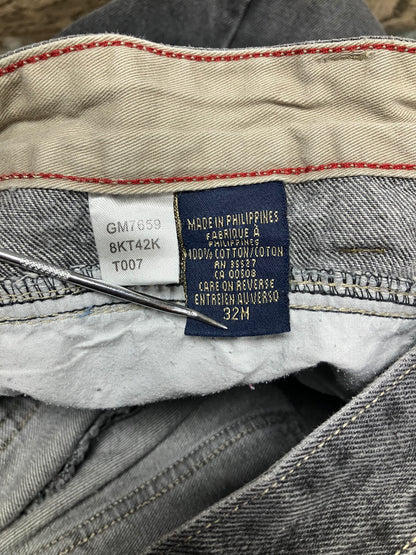 GM7659
8KT42K
T007
MADE IN PHILIPPINES
FABRIQUE À
PHILIPPINES
100% COTTON/COTON
RN 36527
CA 00508
CARE ON REVERSE
ENTRETIEN AU VERSO
32M